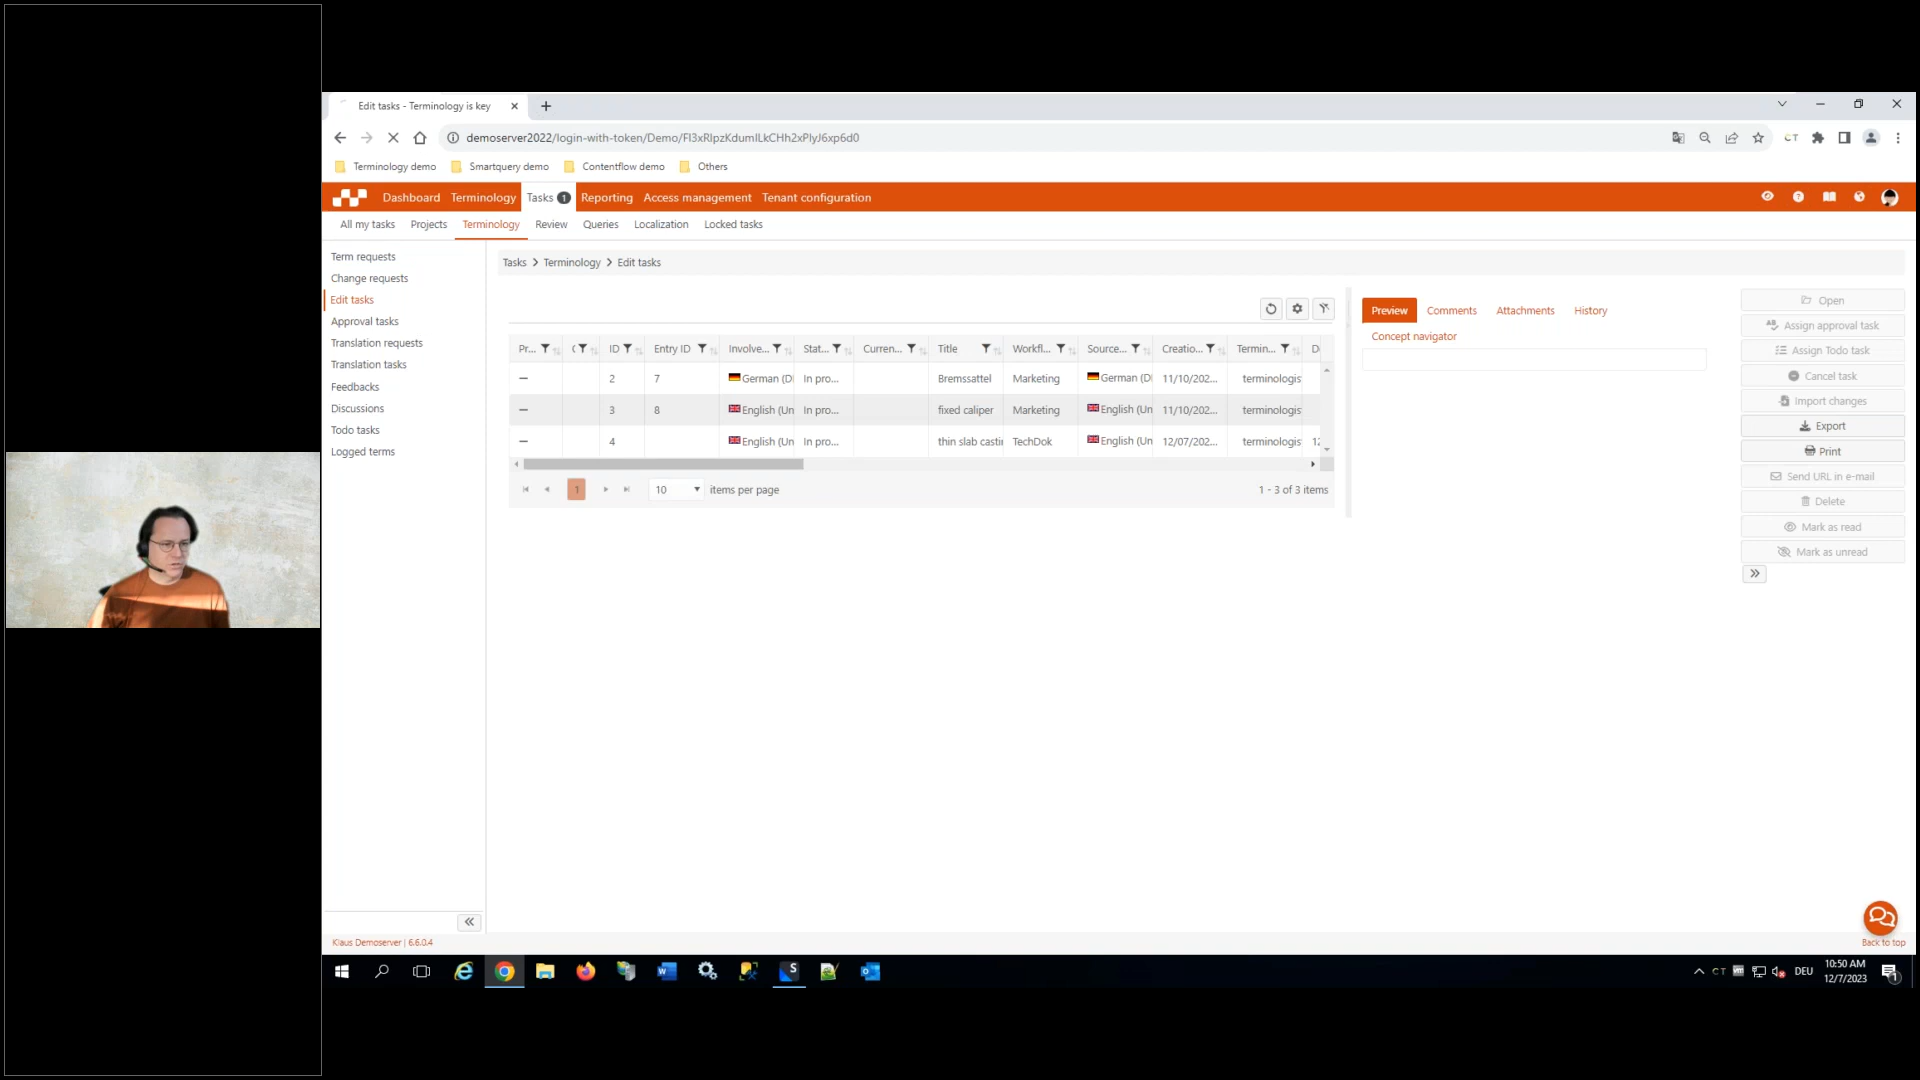 Edit tasks - Terminology is key
demoserver2022/login-with-token/Demo/
Terminology demo Smartquery demo Contentflow demo Others
Dashboard Terminology Tasks 1 Reporting Access management Tenant configuration
All my tasks Projects Terminology Review Queries Localization Locked tasks
Term requests
Change requests
Edit tasks
Approval tasks
Translation requests
Translation tasks
Feedbacks
Discussions
Todo tasks
Logged terms
Tasks > Terminology > Edit tasks
Pr... ID Entry ID Involve... Stat... Curren... Title Workfl... Source... Creatio... Termin...
2 7 German (D In pro... Bremssattel Marketing German (D 11/10/202... terminologis
3 8 English (Un In pro... fixed caliper Marketing English (Un 11/10/202... terminologis
4 English (Un In pro... thin slab casti TechDok English (Un 12/07/202... terminologis 12
1 10 items per page 1 - 3 of 3 items
Preview Comments Attachments History
Concept navigator
Open
Assign approval task
Assign Todo task
Cancel task
Import changes
Export
Print
Send URL in e-mail
Delete
Mark as read
Mark as unread
Back to top
Klaus Demoserver | 6.6.0.4
CT DEU
10:50 AM
12/7/2023
1